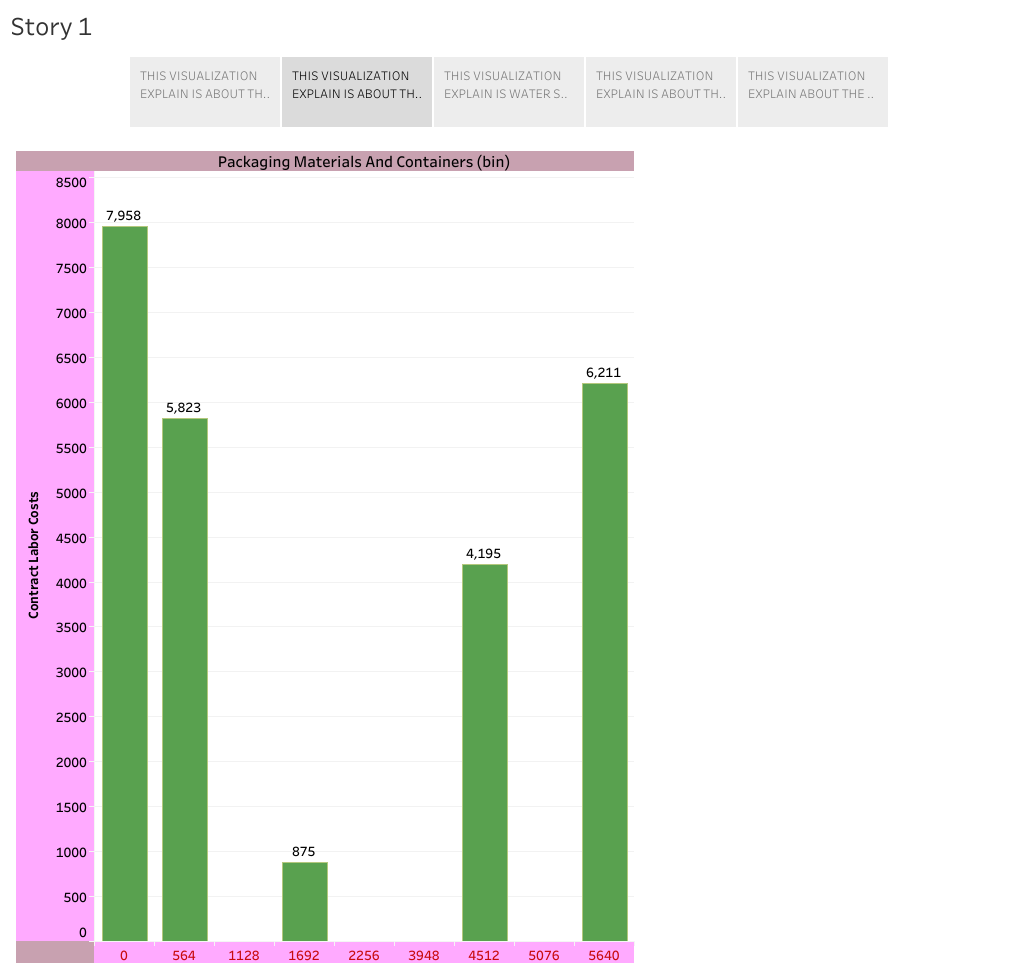 Story 1
THIS VISUALIZATION
EXPLAIN IS ABOUT TH..
THIS VISUALIZATION
EXPLAIN IS ABOUT TH..
THIS VISUALIZATION
EXPLAIN IS WATER S..
THIS VISUALIZATION
EXPLAIN IS ABOUT TH..
THIS VISUALIZATION
EXPLAIN ABOUT THE ..
Packaging Materials And Containers (bin)
8500
8000
7500
7000
6500
6000
5500
5000
4500
4000
3500
3000
2500
2000
1500
1000
500
0
Contract Labor Costs
7,958
5,823
875
4,195
6,211
0
564
1128
1692
2256
3948
4512
5076
5640